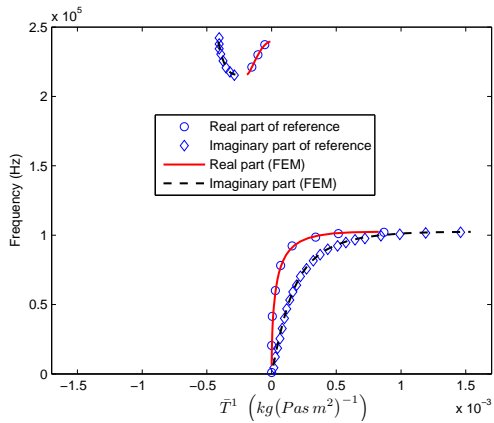 x 10⁵
2.5
2
1.5
1
0.5
0
Frequency (Hz)
Real part of reference
Imaginary part of reference
Real part (FEM)
Imaginary part (FEM)
−1.5 −1 −0.5 0 0.5 1 1.5
x 10⁻³
T̄¹ (kg(Pas m²)⁻¹)